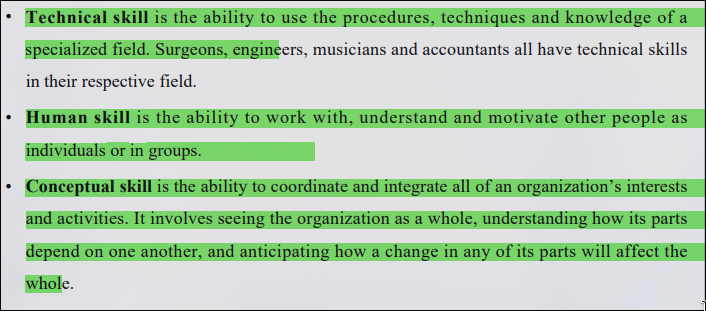 • Technical skill is the ability to use the procedures, techniques and knowledge of a
specialized field. Surgeons, engineers, musicians and accountants all have technical skills
in their respective field.
• Human skill is the ability to work with, understand and motivate other people as
individuals or in groups.
• Conceptual skill is the ability to coordinate and integrate all of an organization’s interests
and activities. It involves seeing the organization as a whole, understanding how its parts
depend on one another, and anticipating how a change in any of its parts will affect the
whole.